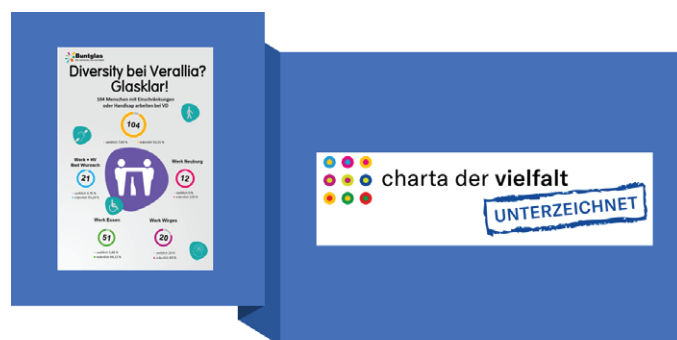 Buntglas
Diversity bei Verallia?
Glasklar!
104 Menschen mit Einschränkungen
oder Handicap arbeiten bei VD
104
Werk + HV
Bad Wurzach
21
Werk Neuburg
12
Werk Essen
51
Werk Wirges
20
charta der vielfalt
UNTERZEICHNET